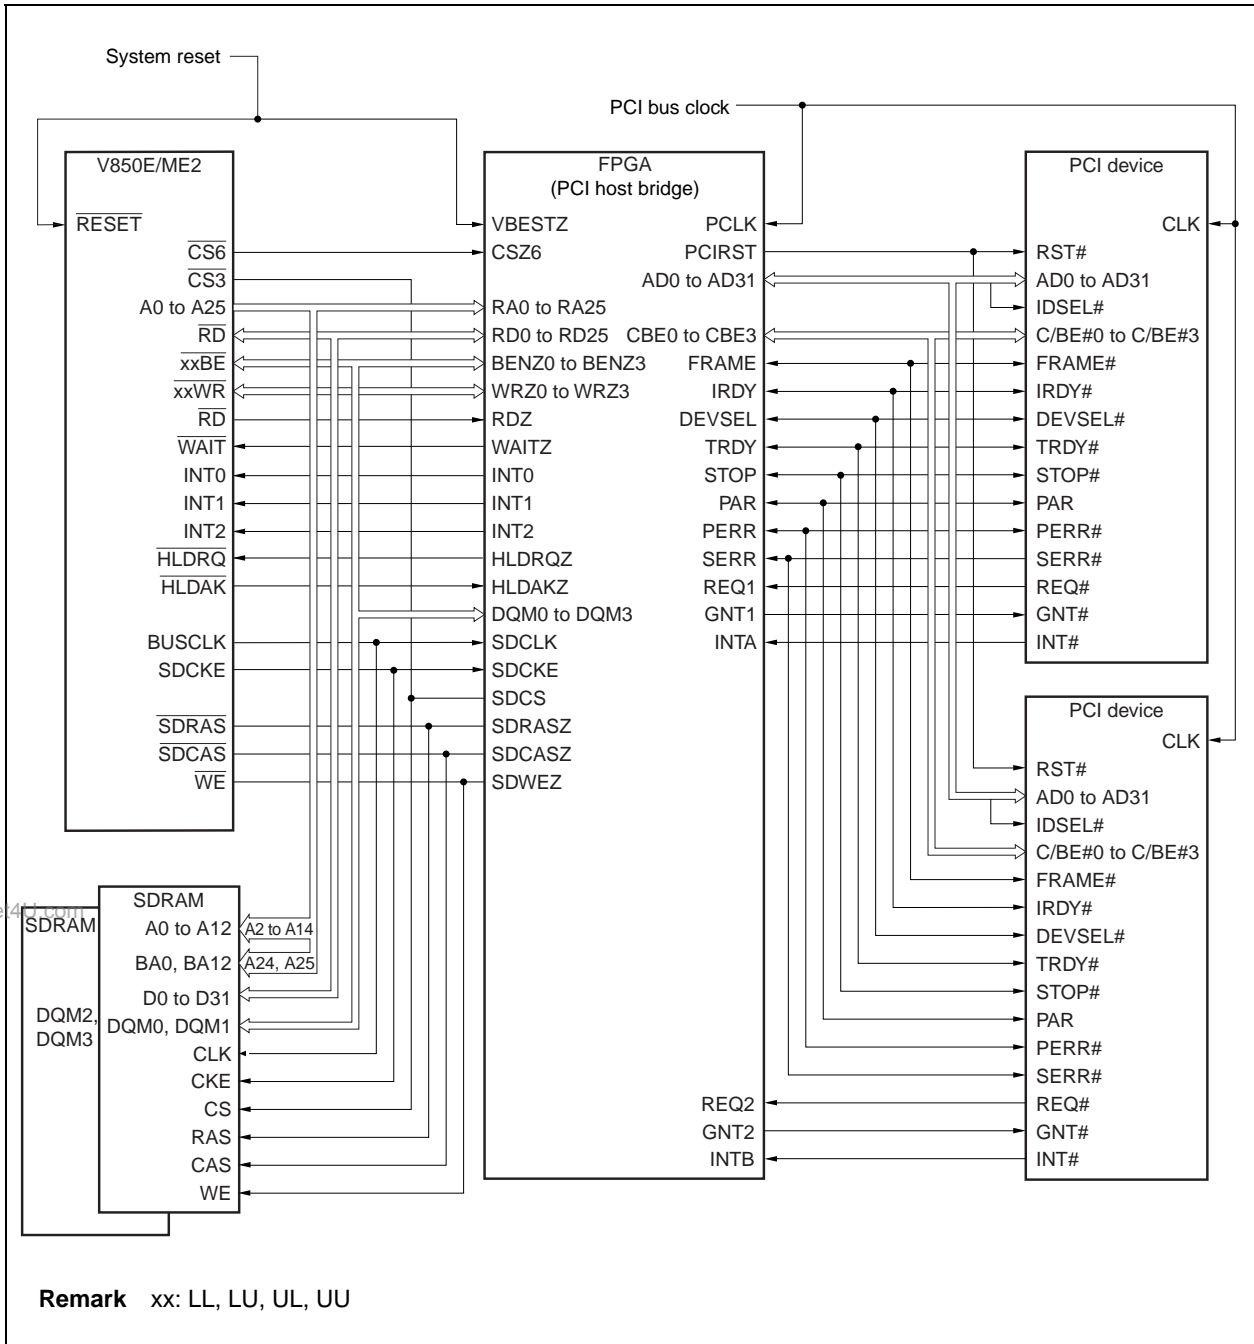 System reset
PCI bus clock
V850E/ME2
RESET
CS6
CS3
A0 to A25
RD
xxBE
xxWR
RD
WAIT
INT0
INT1
INT2
HLDRQ
HLDAK
BUSCLK
SDCKE
SDRAS
SDCAS
WE
FPGA
(PCI host bridge)
VBESTZ
CSZ6
RA0 to RA25
RD0 to RD25
BENZ0 to BENZ3
WRZ0 to WRZ3
RDZ
WAITZ
INT0
INT1
INT2
HLDRQZ
HLDAKZ
DQM0 to DQM3
SDCLK
SDCKE
SDCS
SDRASZ
SDCASZ
SDWEZ
PCLK
PCIRST
AD0 to AD31
CBE0 to CBE3
FRAME
IRDY
DEVSEL
TRDY
STOP
PAR
PERR
SERR
REQ1
GNT1
INTA
REQ2
GNT2
INTB
PCI device
CLK
RST#
AD0 to AD31
IDSEL#
C/BE#0 to C/BE#3
FRAME#
IRDY#
DEVSEL#
TRDY#
STOP#
PAR
PERR#
SERR#
REQ#
GNT#
INT#
PCI device
CLK
RST#
AD0 to AD31
IDSEL#
C/BE#0 to C/BE#3
FRAME#
IRDY#
DEVSEL#
TRDY#
STOP#
PAR
PERR#
SERR#
REQ#
GNT#
INT#
et4U.com
SDRAM
DQM2,
DQM3
SDRAM
A0 to A12
A2 to A14
BA0, BA12
A24, A25
D0 to D31
DQM0, DQM1
CLK
CKE
CS
RAS
CAS
WE
Remark xx: LL, LU, UL, UU